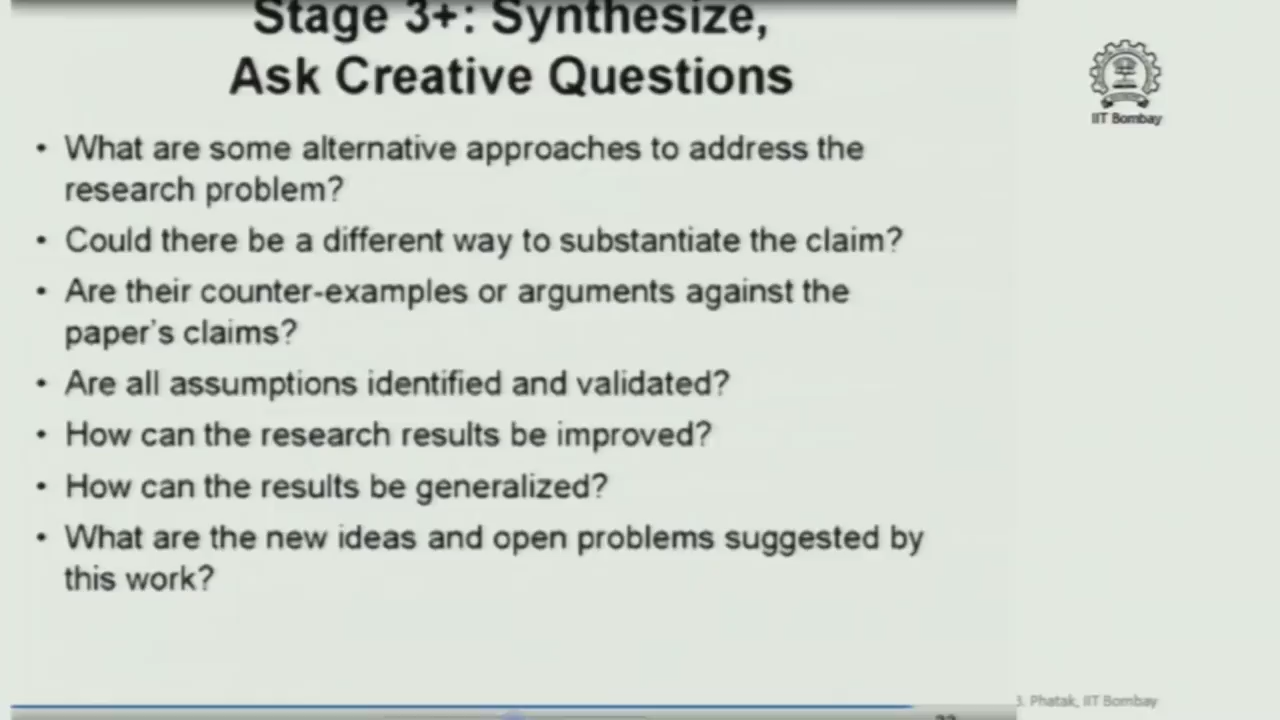 Stage 3+: Synthesize,
Ask Creative Questions
• What are some alternative approaches to address the
research problem?
• Could there be a different way to substantiate the claim?
• Are their counter-examples or arguments against the
paper's claims?
• Are all assumptions identified and validated?
• How can the research results be improved?
• How can the results be generalized?
• What are the new ideas and open problems suggested by
this work?
IIT Bombay
Phatak, IIT Bombay